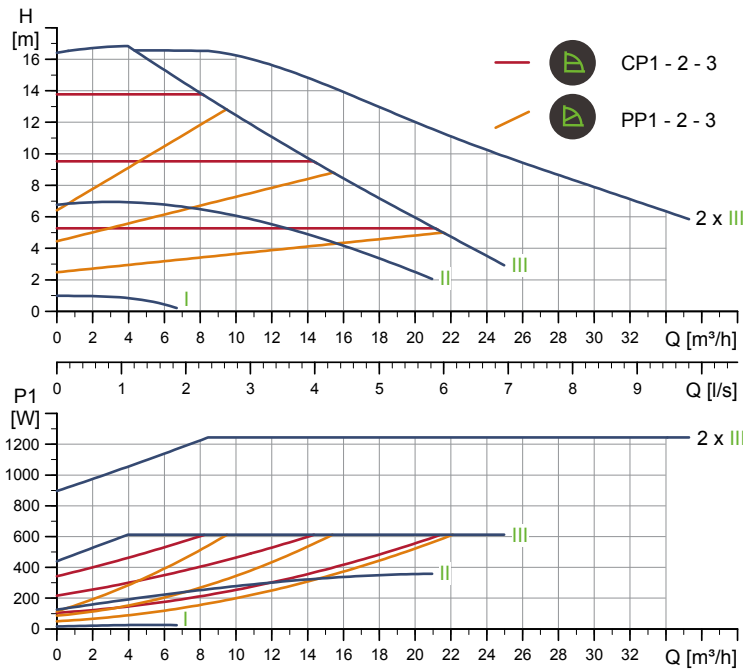 H
[m]
16
14
12
10
8
6
4
2
0
CP1 - 2 - 3
PP1 - 2 - 3
2 x III
III
II
I
0 2 4 6 8 10 12 14 16 18 20 22 24 26 28 30 32 Q [m³/h]
0 1 2 3 4 5 6 7 8 9 Q [l/s]
P1
[W]
1200
1000
800
600
400
200
0
2 x III
III
II
I
0 2 4 6 8 10 12 14 16 18 20 22 24 26 28 30 32 Q [m³/h]